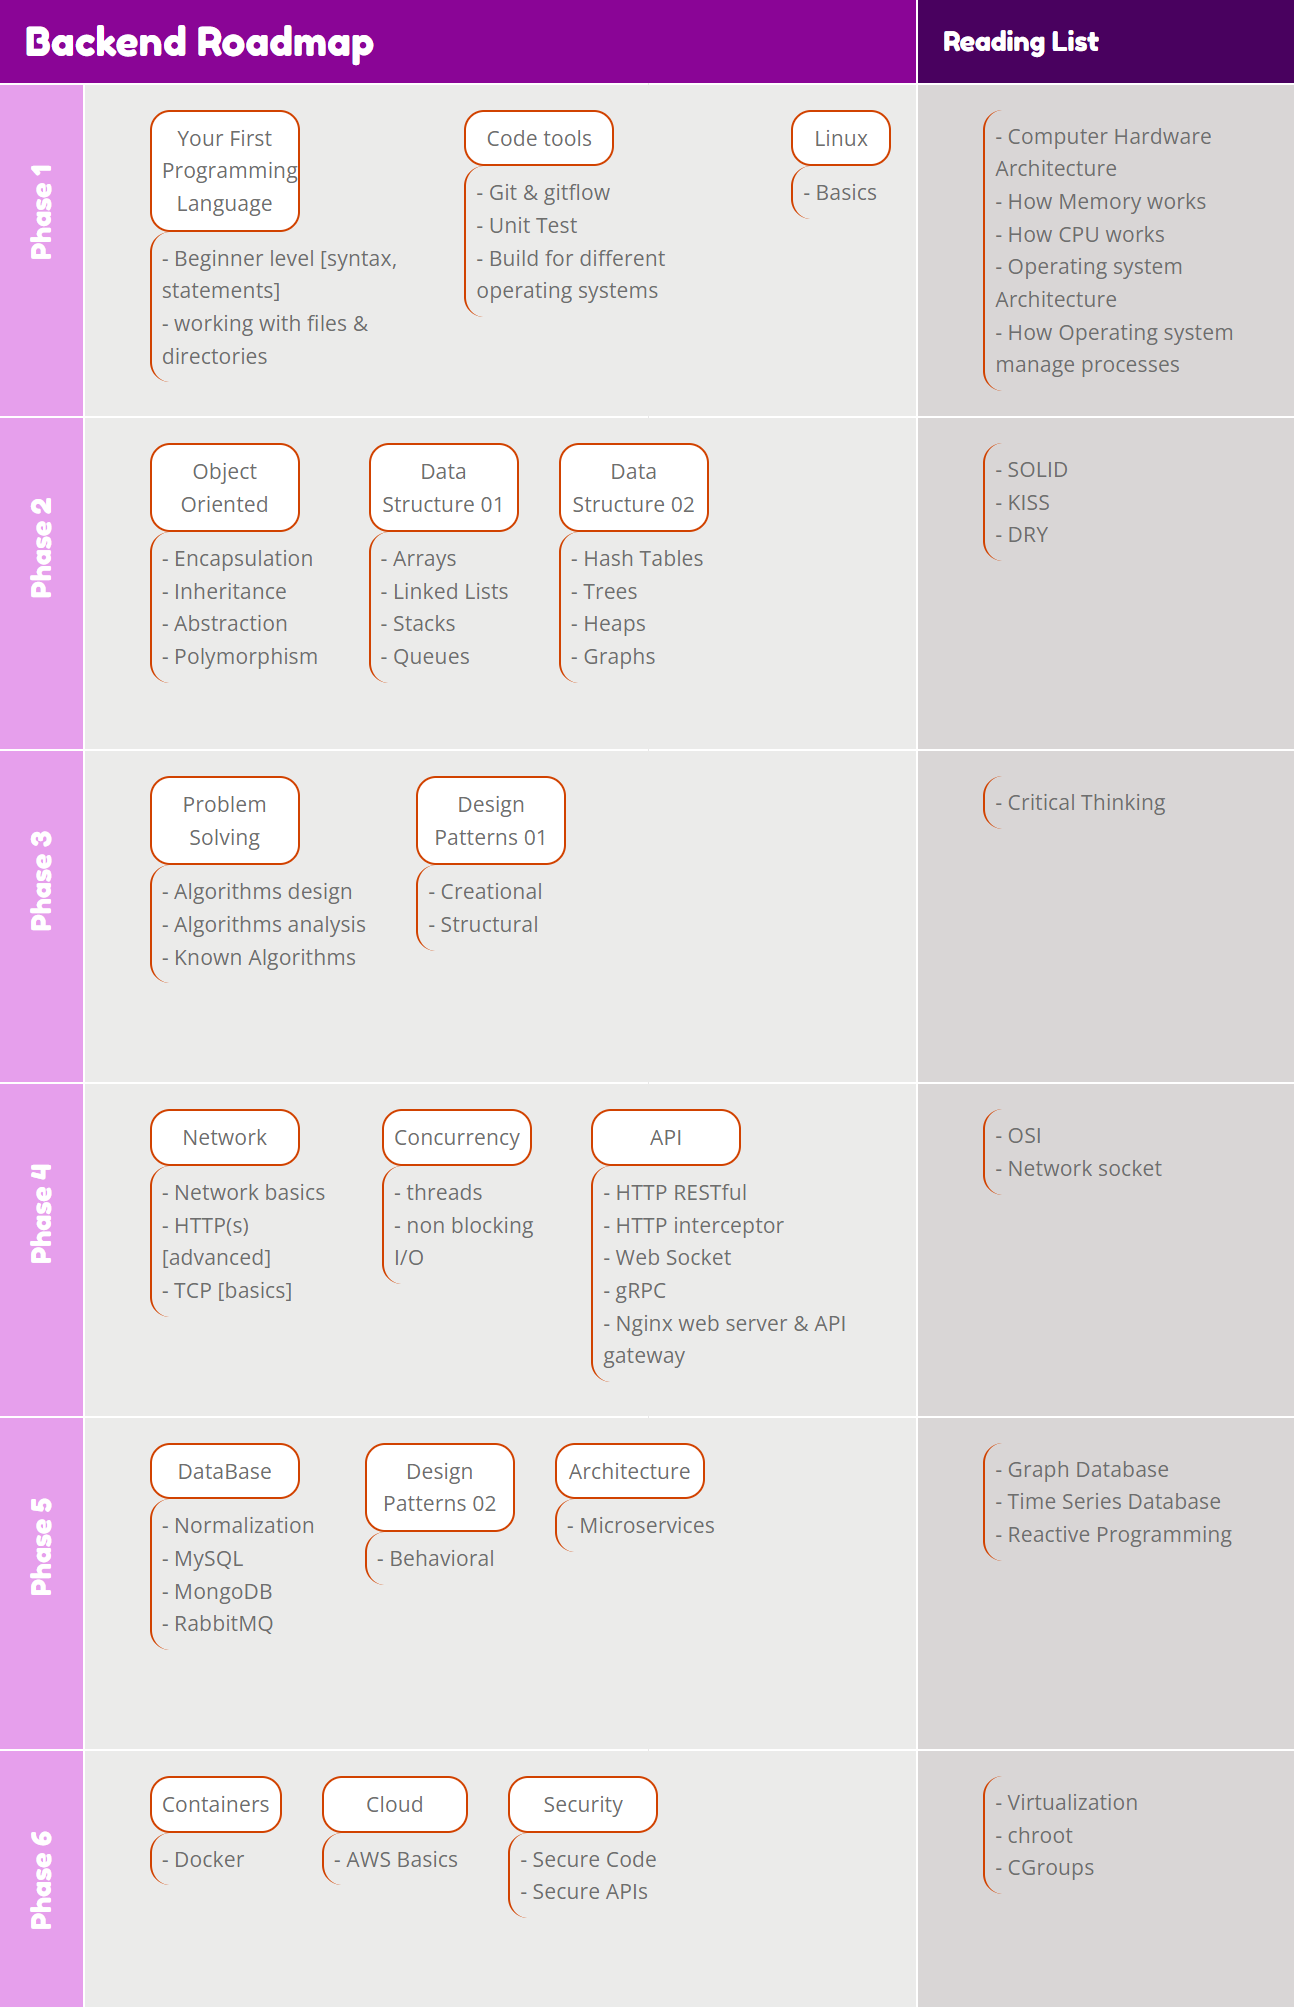 Backend Roadmap
Reading List
Phase 1
Your First
Programming
Language
- Beginner level [syntax,
statements]
- working with files &
directories
Code tools
- Git & gitflow
- Unit Test
- Build for different
operating systems
Linux
- Basics
- Computer Hardware
Architecture
- How Memory works
- How CPU works
- Operating system
Architecture
- How Operating system
manage processes
Phase 2
Object
Oriented
- Encapsulation
- Inheritance
- Abstraction
- Polymorphism
Data
Structure 01
- Arrays
- Linked Lists
- Stacks
- Queues
Data
Structure 02
- Hash Tables
- Trees
- Heaps
- Graphs
- SOLID
- KISS
- DRY
Phase 3
Problem
Solving
- Algorithms design
- Algorithms analysis
- Known Algorithms
Design
Patterns 01
- Creational
- Structural
- Critical Thinking
Phase 4
Network
- Network basics
- HTTP(s)
[advanced]
- TCP [basics]
Concurrency
- threads
- non blocking
I/O
API
- HTTP RESTful
- HTTP interceptor
- Web Socket
- gRPC
- Nginx web server & API
gateway
- OSI
- Network socket
Phase 5
DataBase
- Normalization
- MySQL
- MongoDB
- RabbitMQ
Design
Patterns 02
- Behavioral
Architecture
- Microservices
- Graph Database
- Time Series Database
- Reactive Programming
Phase 6
Containers
- Docker
Cloud
- AWS Basics
Security
- Secure Code
- Secure APIs
- Virtualization
- chroot
- CGroups